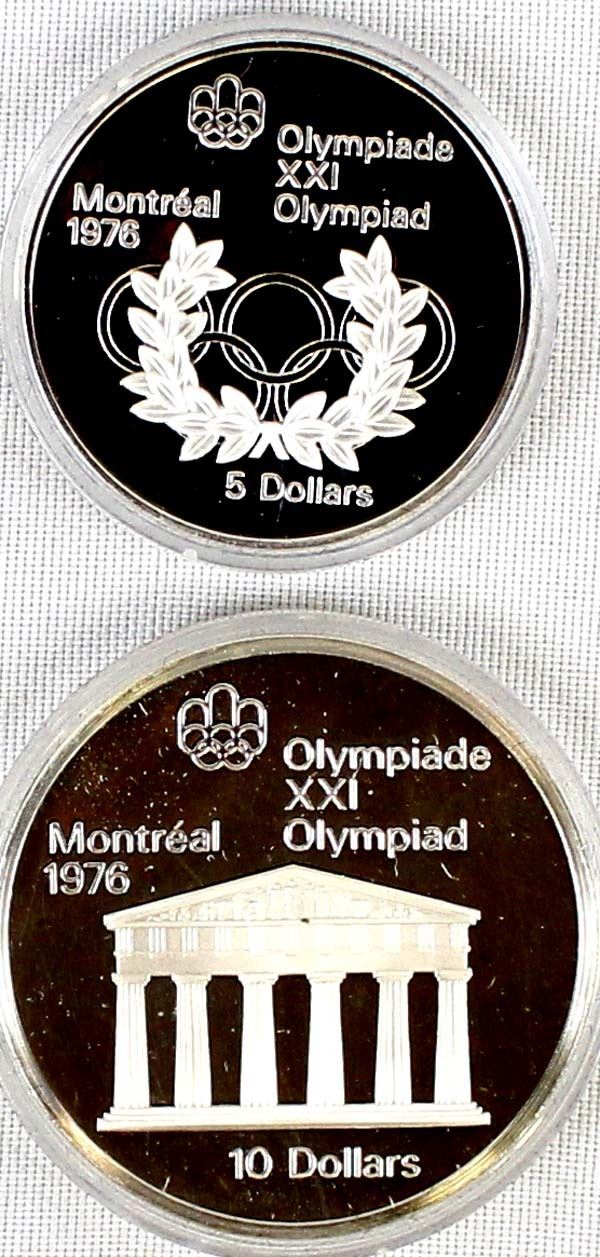 Olympiade
XXI
Olympiad
Montréal
1976
5 Dollars
Olympiade
XXI
Olympiad
Montréal
1976
10 Dollars